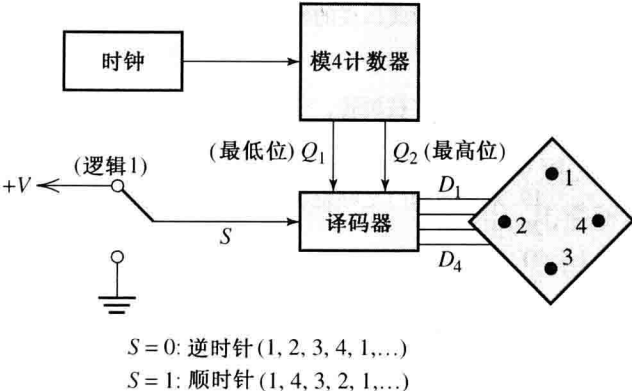 时钟
模4计数器
(最低位) Q₁
Q₂ (最高位)
(逻辑1)
+V
S
译码器
D₁
D₄
1
2
4
3
S = 0: 逆时针 (1, 2, 3, 4, 1,…)
S = 1: 顺时针 (1, 4, 3, 2, 1,…)